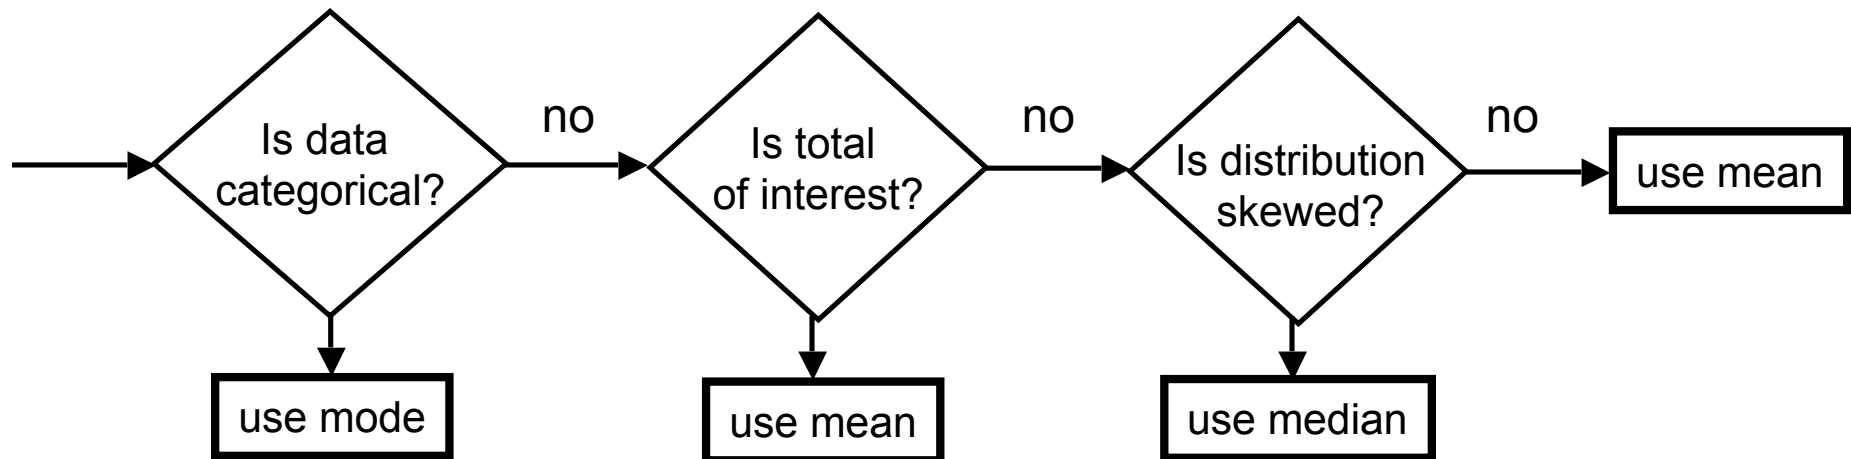 Is data
categorical?
no
Is total
of interest?
no
Is distribution
skewed?
no
use mean
use mode
use mean
use median